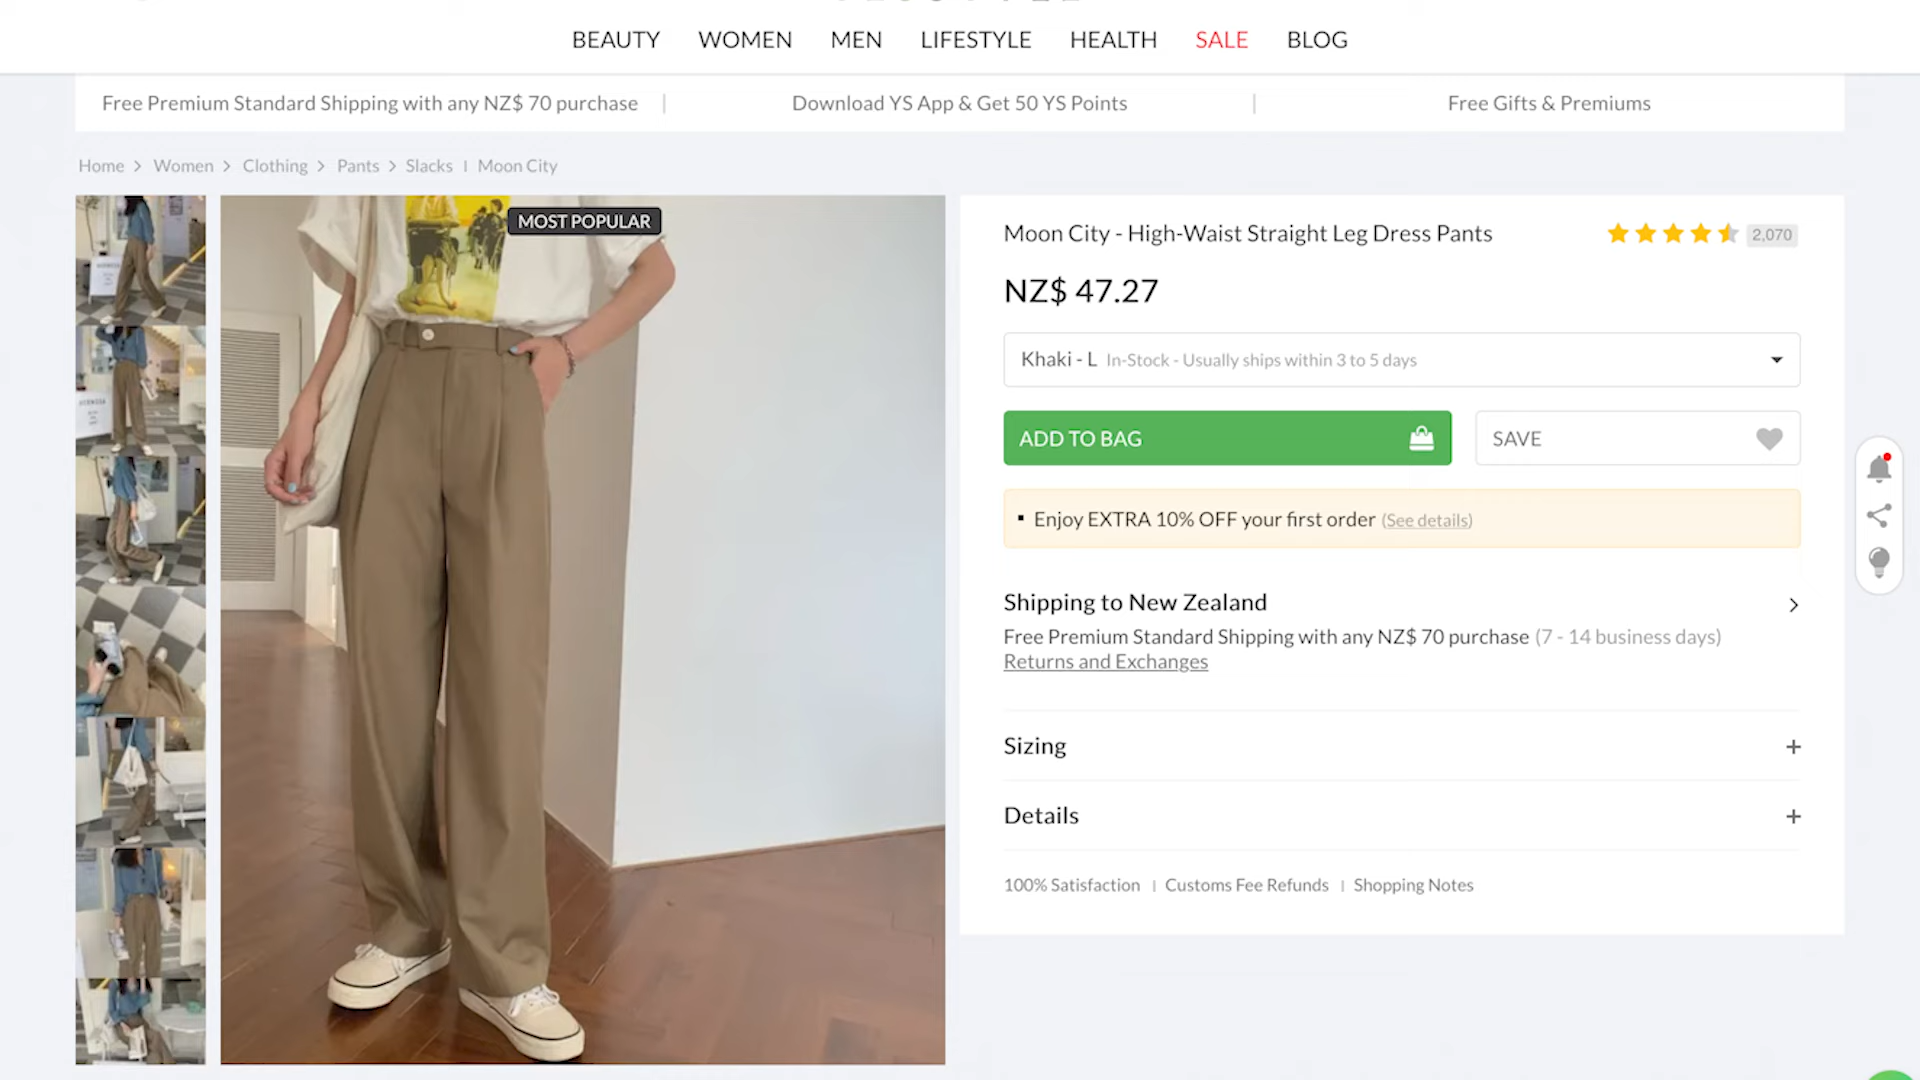 BEAUTY WOMEN MEN LIFESTYLE HEALTH SALE BLOG
Free Premium Standard Shipping with any NZ$ 70 purchase | Download YS App & Get 50 YS Points | Free Gifts & Premiums
Home > Women > Clothing > Pants > Slacks | Moon City
MOST POPULAR
Moon City - High-Waist Straight Leg Dress Pants
2,070
NZ$ 47.27
Khaki - L In-Stock - Usually ships within 3 to 5 days
ADD TO BAG
SAVE
▪ Enjoy EXTRA 10% OFF your first order (See details)
Shipping to New Zealand
Free Premium Standard Shipping with any NZ$ 70 purchase (7 - 14 business days)
Returns and Exchanges
Sizing
Details
100% Satisfaction | Customs Fee Refunds | Shopping Notes